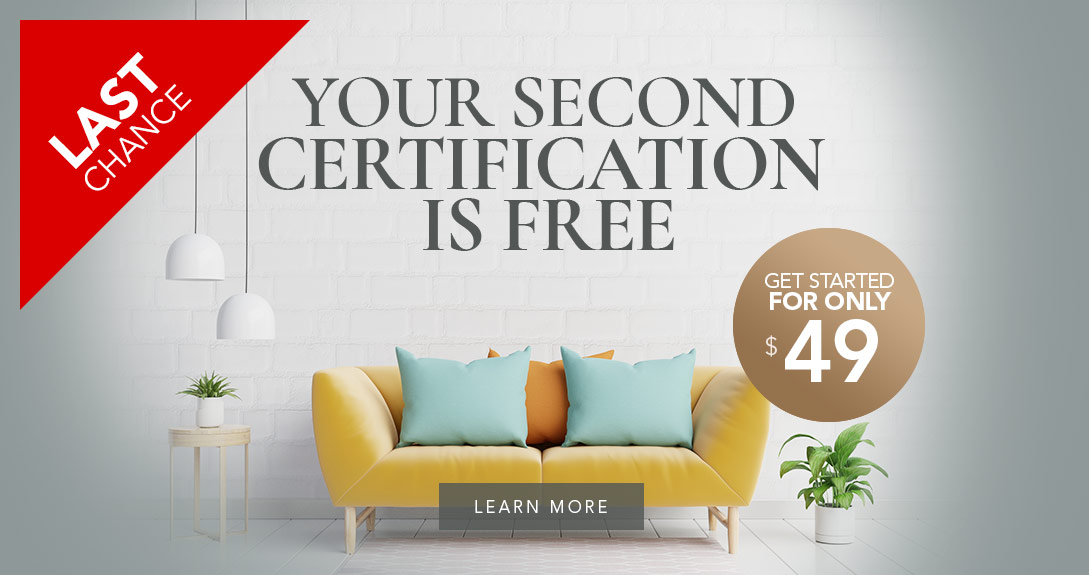 LAST
CHANCE
YOUR SECOND
CERTIFICATION
IS FREE
GET STARTED
FOR ONLY
$49
LEARN MORE